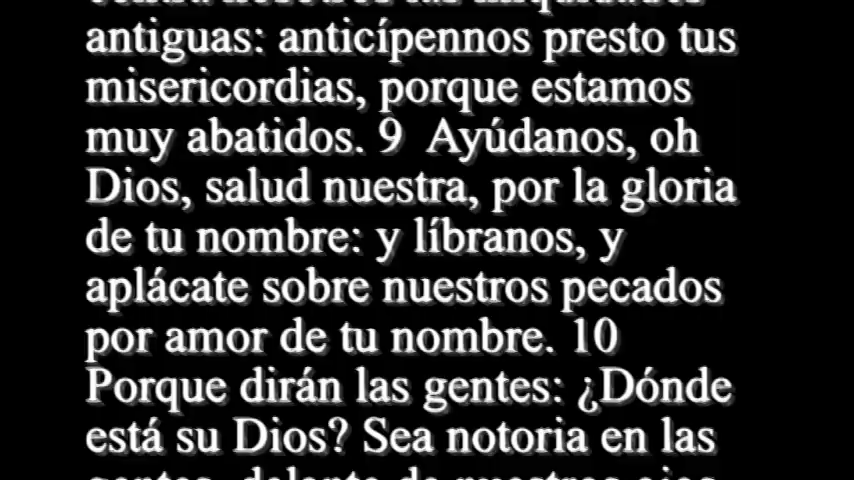 antiguas: anticípennos presto tus
misericordias, porque estamos
muy abatidos. 9 Ayúdanos, oh
Dios, salud nuestra, por la gloria
de tu nombre: y líbranos, y
aplácate sobre nuestros pecados
por amor de tu nombre. 10
Porque dirán las gentes: ¿Dónde
está su Dios? Sea notoria en las